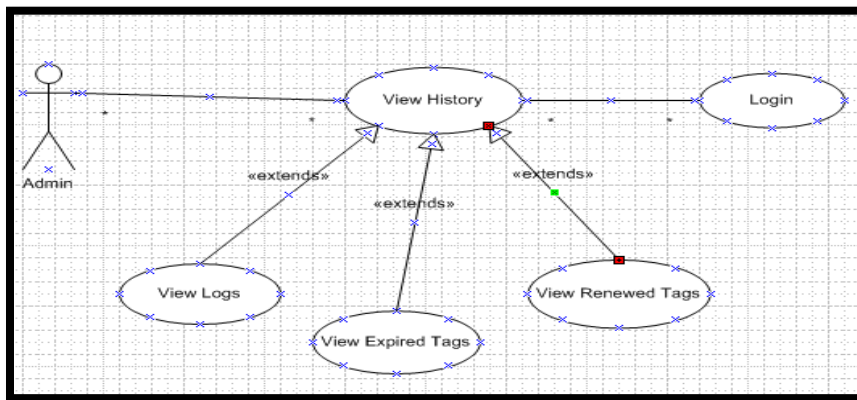 View History
Login
*
*
*
*
Admin
«extends»
«extends»
«extends»
View Logs
View Renewed Tags
View Expired Tags